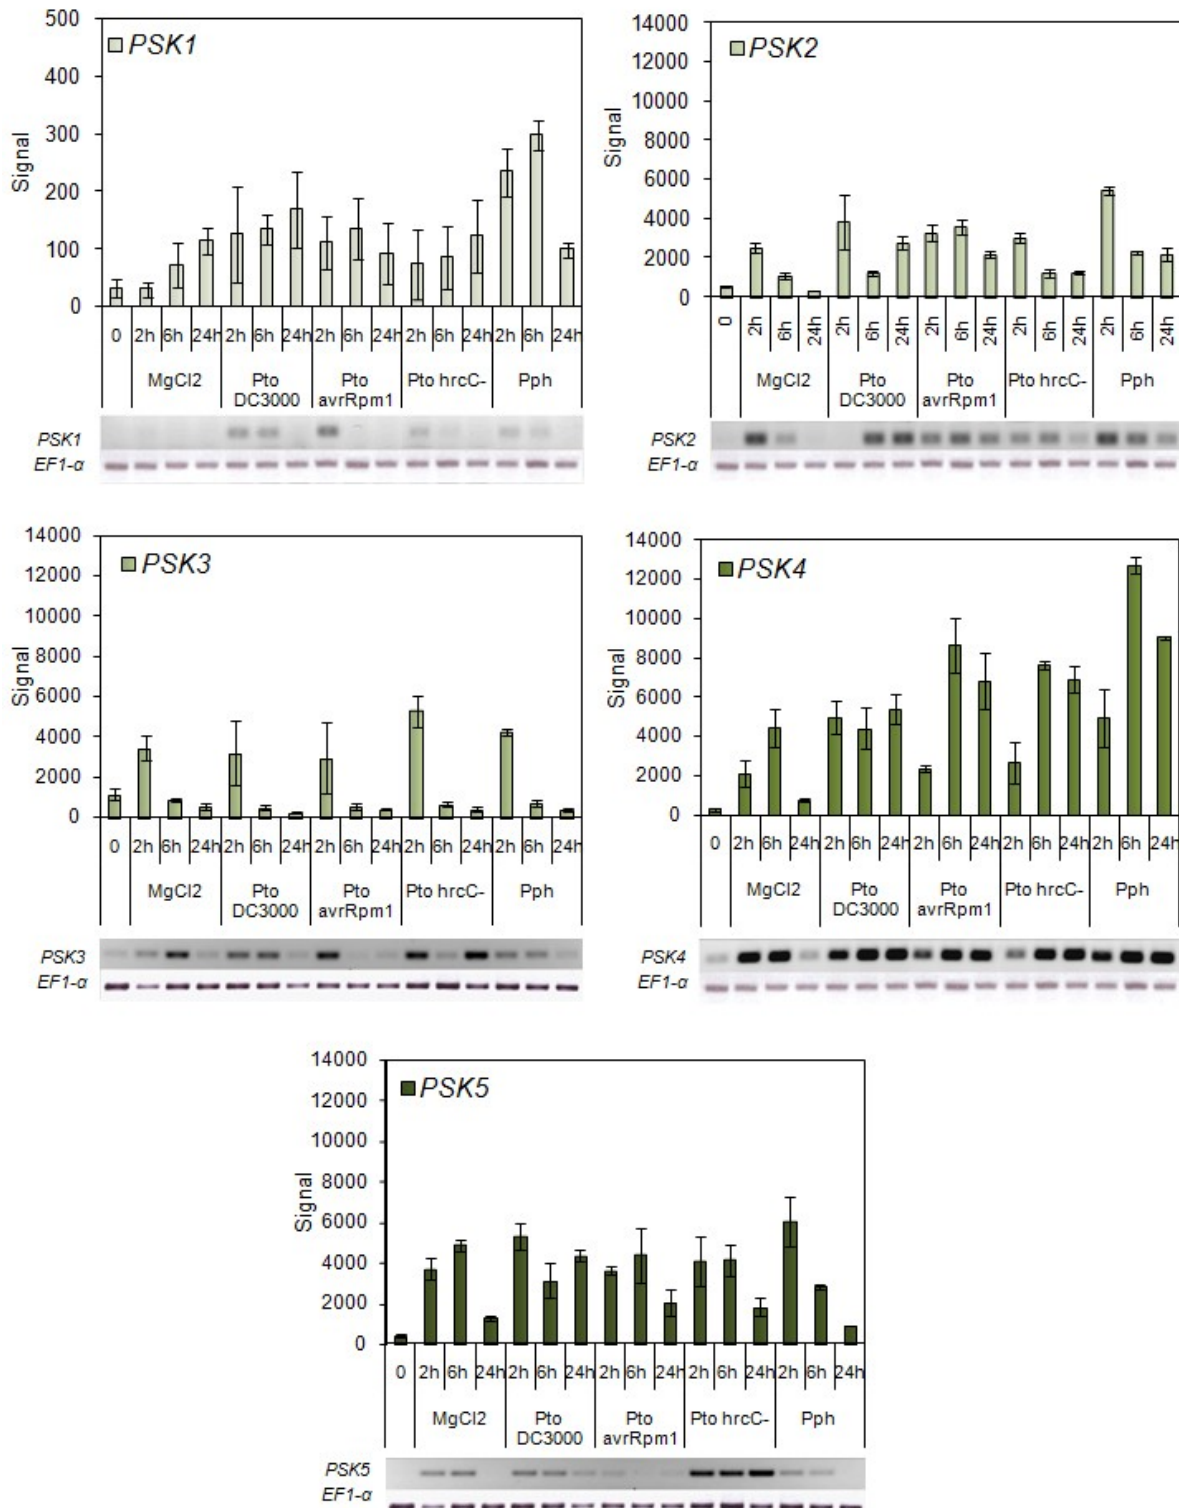 500
400
300
200
100
0
Signal
PSK1
0 2h 6h 24h 2h 6h 24h 2h 6h 24h 2h 6h 24h 2h 6h 24h
MgCl2 Pto DC3000 Pto avrRpm1 Pto hrcC- Pph
PSK1
EF1-α
14000
12000
10000
8000
6000
4000
2000
0
Signal
PSK2
0 2h 6h 24h 2h 6h 24h 2h 6h 24h 2h 6h 24h 2h 6h 24h
MgCl2 Pto DC3000 Pto avrRpm1 Pto hrcC- Pph
PSK2
EF1-α
14000
12000
10000
8000
6000
4000
2000
0
Signal
PSK3
0 2h 6h 24h 2h 6h 24h 2h 6h 24h 2h 6h 24h 2h 6h 24h
MgCl2 Pto DC3000 Pto avrRpm1 Pto hrcC- Pph
PSK3
EF1-α
14000
12000
10000
8000
6000
4000
2000
0
Signal
PSK4
0 2h 6h 24h 2h 6h 24h 2h 6h 24h 2h 6h 24h 2h 6h 24h
MgCl2 Pto DC3000 Pto avrRpm1 Pto hrcC- Pph
PSK4
EF1-α
14000
12000
10000
8000
6000
4000
2000
0
Signal
PSK5
0 2h 6h 24h 2h 6h 24h 2h 6h 24h 2h 6h 24h 2h 6h 24h
MgCl2 Pto DC3000 Pto avrRpm1 Pto hrcC- Pph
PSK5
EF1-α